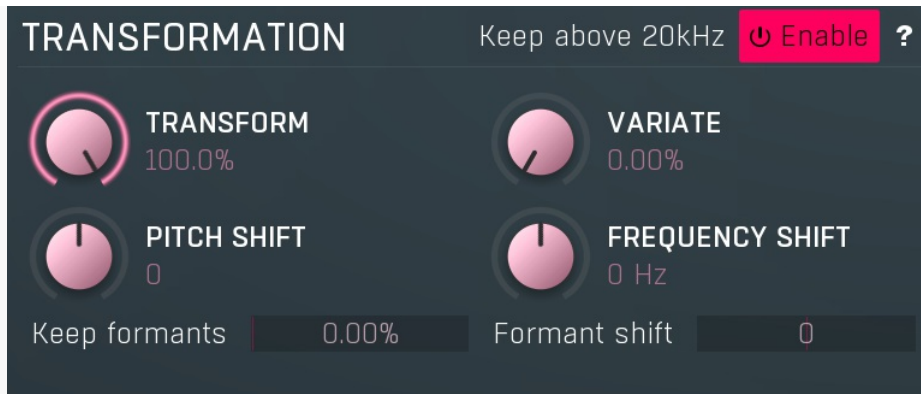 TRANSFORMATION Keep above 20kHz Enable ?
TRANSFORM VARIATE
100.0% 0.00%
PITCH SHIFT FREQUENCY SHIFT
0 0 Hz
Keep formants 0.00% Formant shift 0